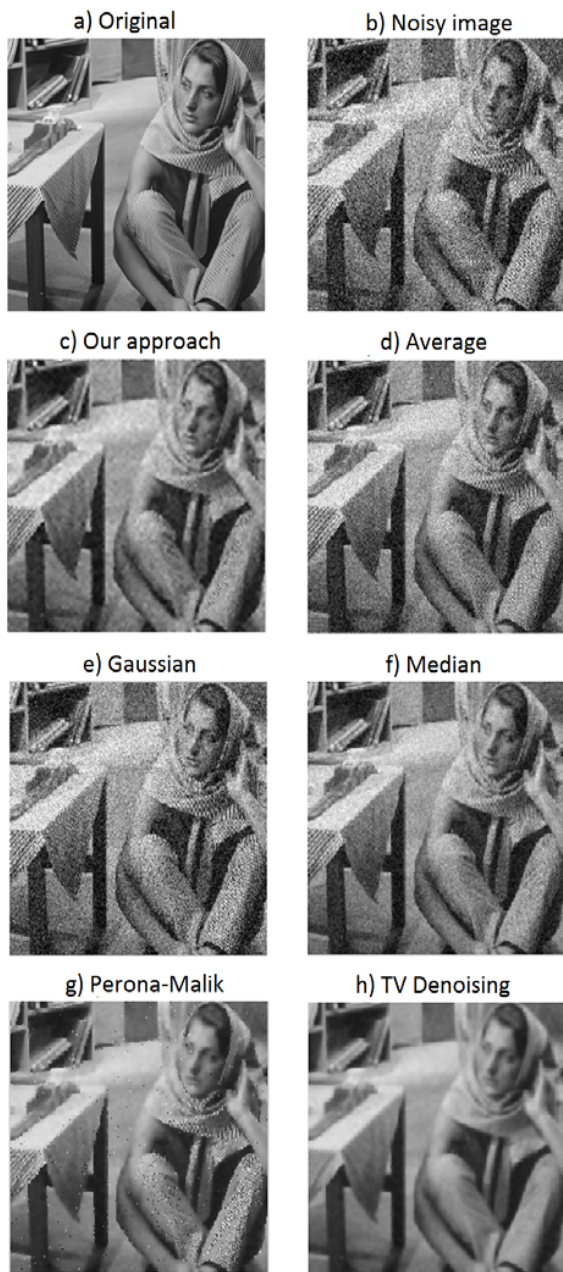 a) Original
b) Noisy image
c) Our approach
d) Average
e) Gaussian
f) Median
g) Perona-Malik
h) TV Denoising